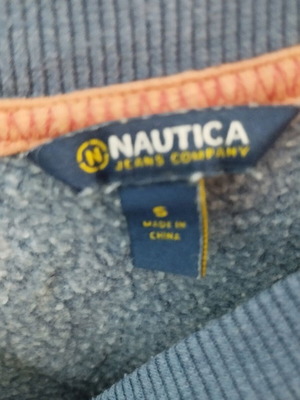 N NAUTICA
JEANS COMPANY
S
MADE IN
CHINA